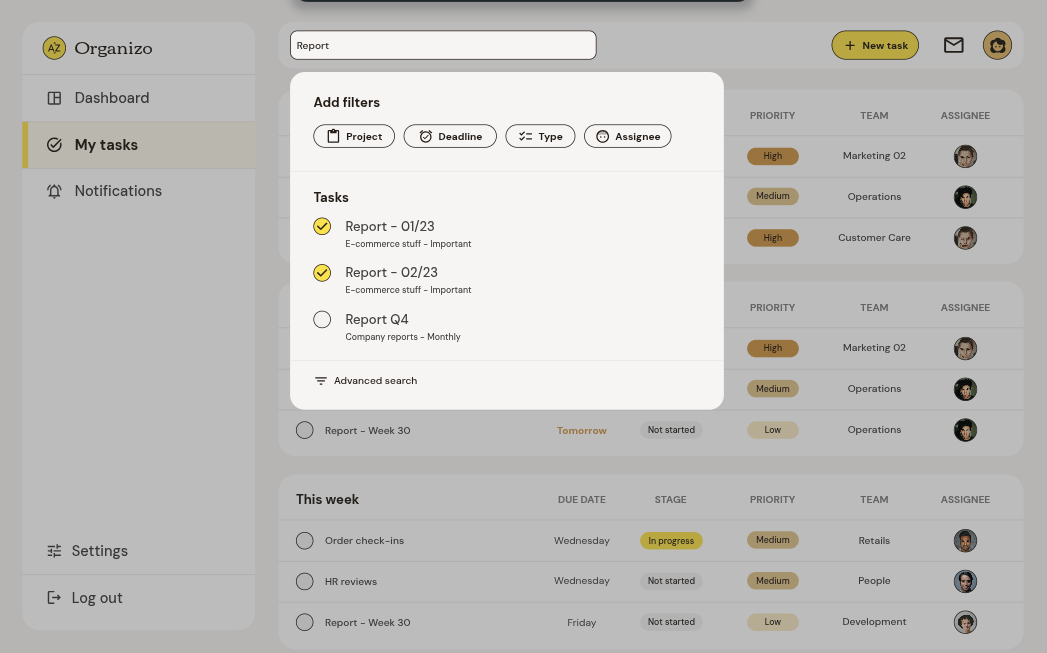 AZ Organizo
Report
+ New task
Dashboard
My tasks
Notifications
Settings
Log out
Add filters
Project Deadline Type Assignee
Tasks
Report - 01/23
E-commerce stuff - Important
Report - 02/23
E-commerce stuff - Important
Report Q4
Company reports - Monthly
Advanced search
PRIORITY TEAM ASSIGNEE
High Marketing 02
Medium Operations
High Customer Care
PRIORITY TEAM ASSIGNEE
High Marketing 02
Medium Operations
Report - Week 30 Tomorrow Not started Low Operations
This week DUE DATE STAGE PRIORITY TEAM ASSIGNEE
Order check-ins Wednesday In progress Medium Retails
HR reviews Wednesday Not started Medium People
Report - Week 30 Friday Not started Low Development